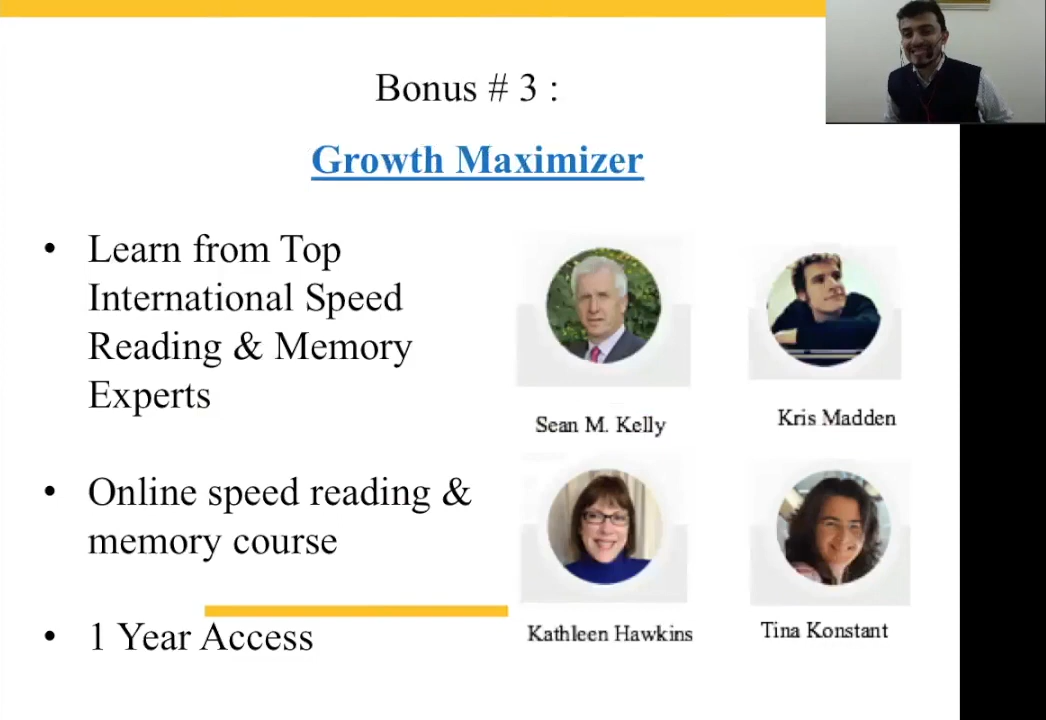 Bonus # 3 :
Growth Maximizer
• Learn from Top
International Speed
Reading & Memory
Experts
• Online speed reading &
memory course
• 1 Year Access
Sean M. Kelly
Kris Madden
Kathleen Hawkins
Tina Konstant